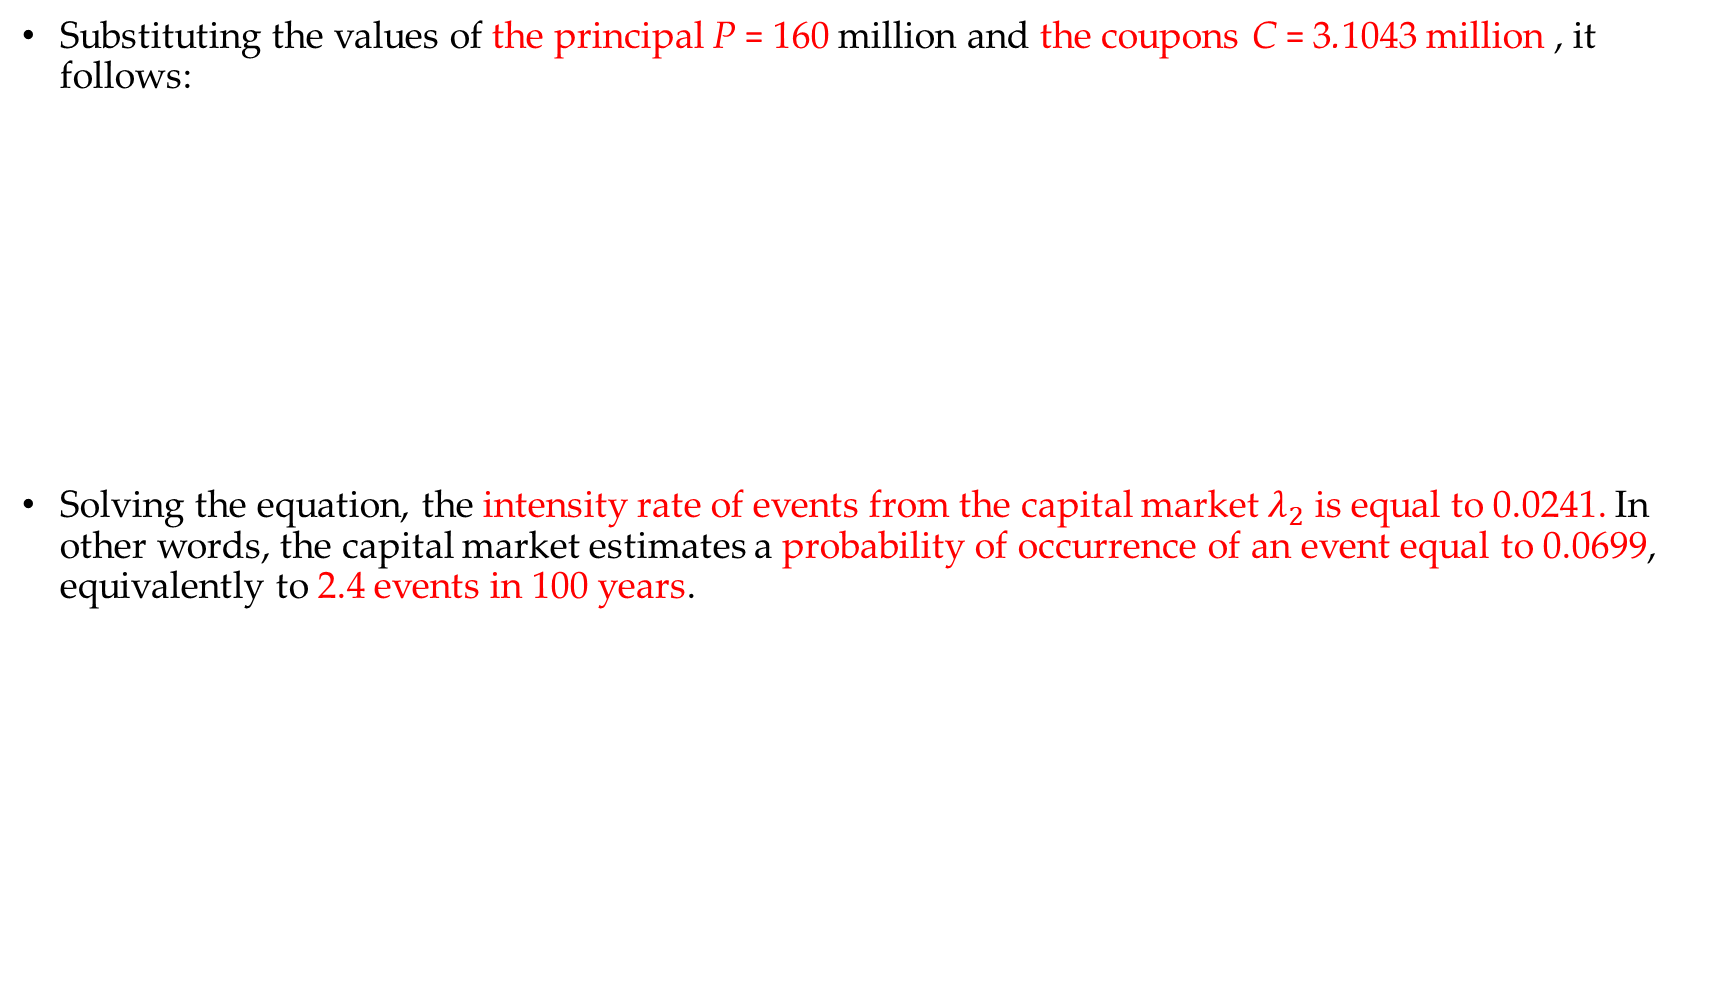 • Substituting the values of the principal P = 160 million and the coupons C = 3.1043 million , it
follows:
• Solving the equation, the intensity rate of events from the capital market λ₂ is equal to 0.0241. In
other words, the capital market estimates a probability of occurrence of an event equal to 0.0699,
equivalently to 2.4 events in 100 years.